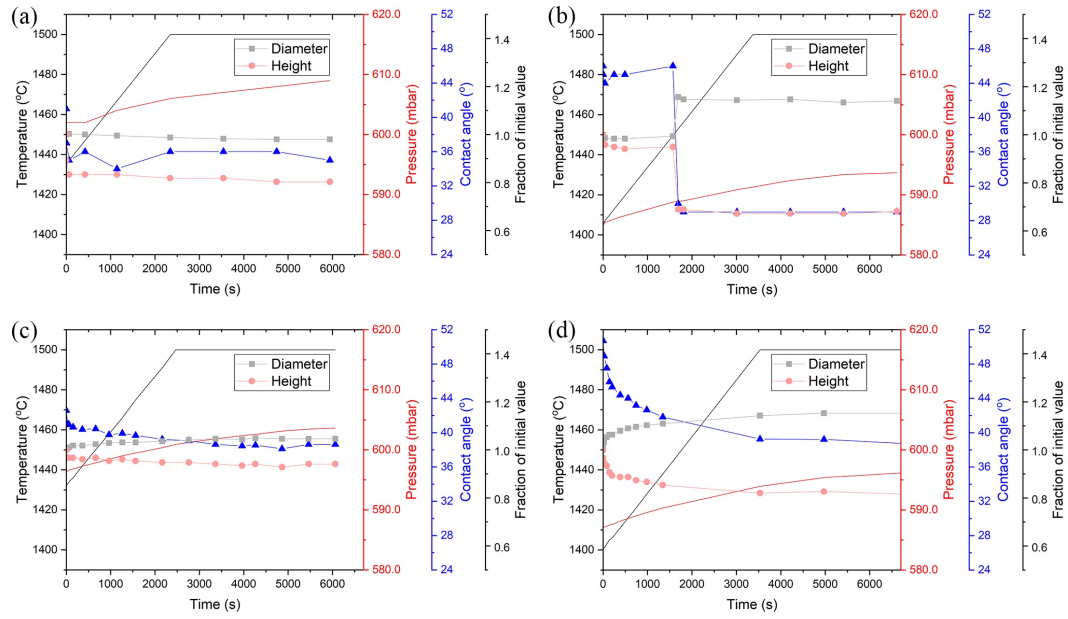 (a)
Temperature (°C)
1500
1480
1460
1440
1420
1400
0 1000 2000 3000 4000 5000 6000
Time (s)
Diameter
Height
620.0
610.0
600.0
590.0
580.0
Pressure (mbar)
52
48
44
40
36
32
28
24
Contact angle (°)
1.4
1.2
1.0
0.8
0.6
Fraction of initial value
(b)
Temperature (°C)
1500
1480
1460
1440
1420
1400
0 1000 2000 3000 4000 5000 6000
Time (s)
Diameter
Height
620.0
610.0
600.0
590.0
580.0
Pressure (mbar)
52
48
44
40
36
32
28
24
Contact angle (°)
1.4
1.2
1.0
0.8
0.6
Fraction of initial value
(c)
Temperature (°C)
1500
1480
1460
1440
1420
1400
0 1000 2000 3000 4000 5000 6000
Time (s)
Diameter
Height
620.0
610.0
600.0
590.0
580.0
Pressure (mbar)
52
48
44
40
36
32
28
24
Contact angle (°)
1.4
1.2
1.0
0.8
0.6
Fraction of initial value
(d)
Temperature (°C)
1500
1480
1460
1440
1420
1400
0 1000 2000 3000 4000 5000 6000
Time (s)
Diameter
Height
620.0
610.0
600.0
590.0
580.0
Pressure (mbar)
52
48
44
40
36
32
28
24
Contact angle (°)
1.4
1.2
1.0
0.8
0.6
Fraction of initial value